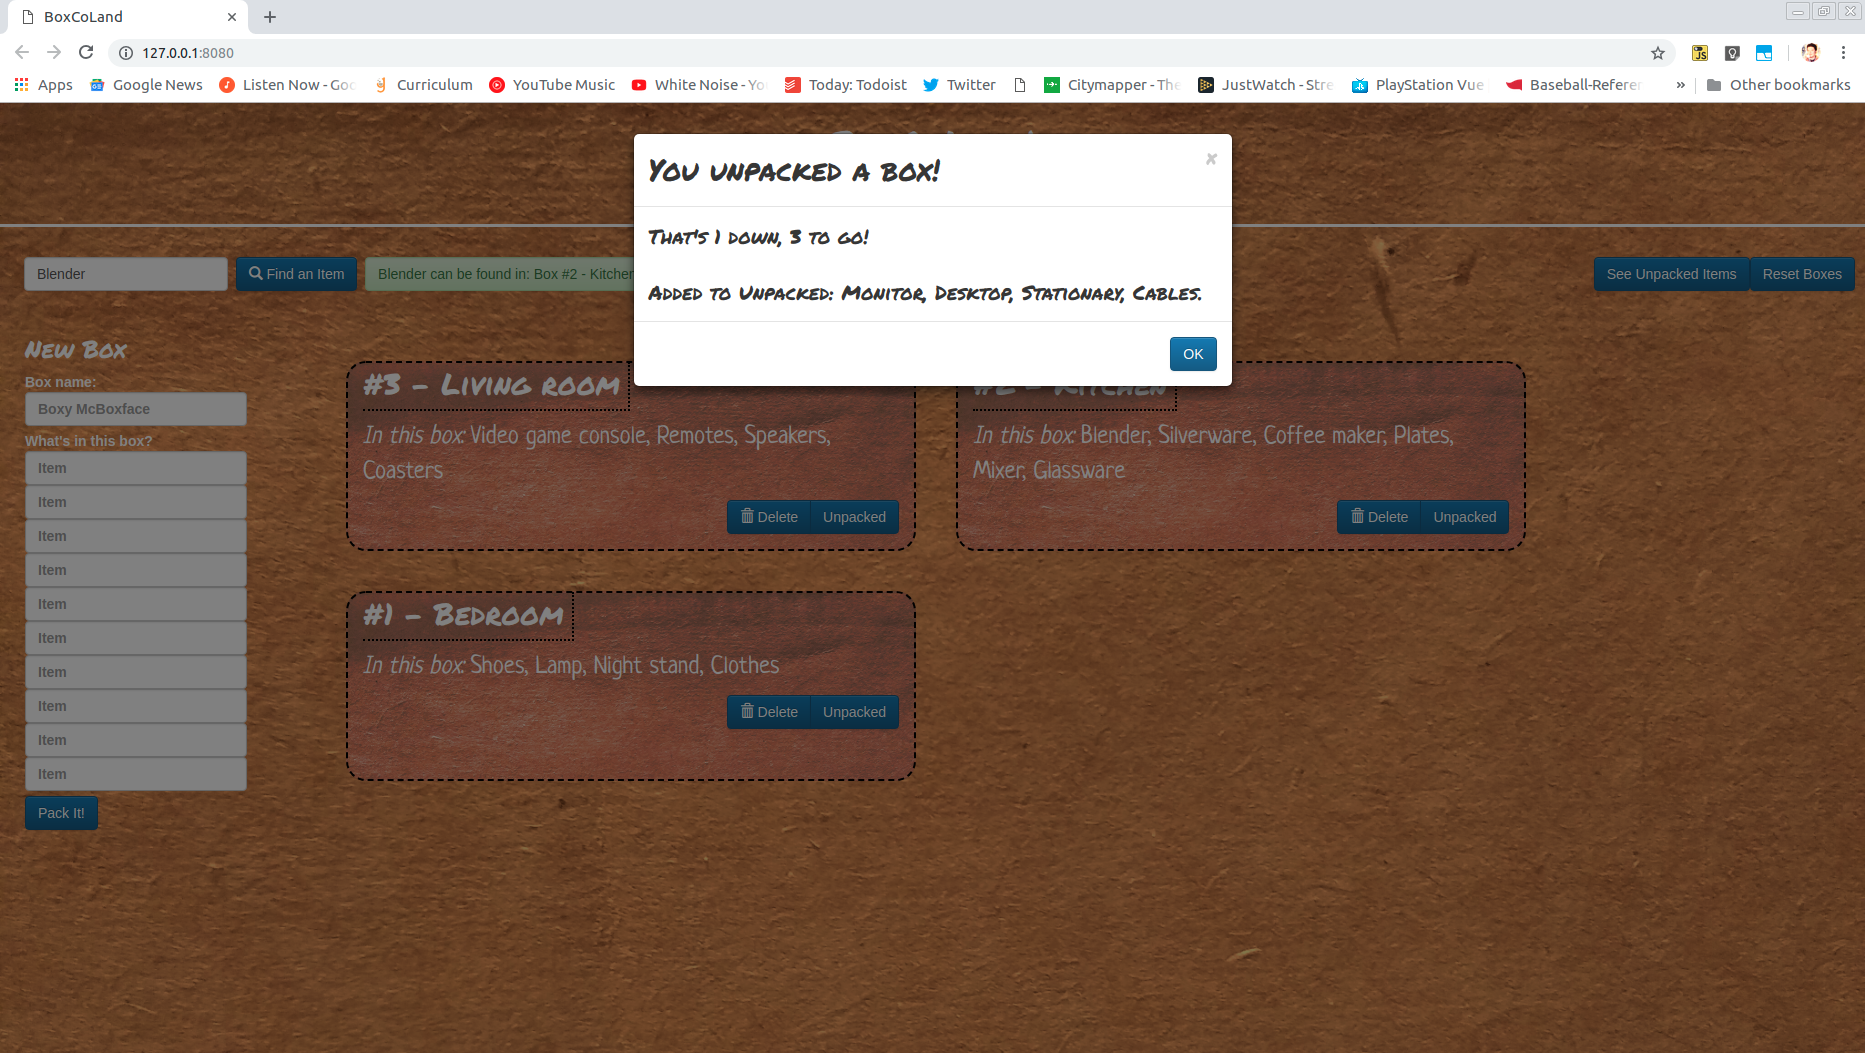 BoxCoLand
127.0.0.1:8080
Apps Google News Listen Now - Goo Curriculum YouTube Music White Noise - Yo Today: Todoist Twitter Citymapper - The JustWatch - Stre PlayStation Vue Baseball-Referen » Other bookmarks
You unpacked a box!
×
That's 1 down, 3 to go!
Added to Unpacked: Monitor, Desktop, Stationary, Cables.
OK
Blender
Find an Item
Blender can be found in: Box #2 - Kitchen
See Unpacked Items
Reset Boxes
New Box
Box name:
Boxy McBoxface
What's in this box?
Item
Item
Item
Item
Item
Item
Item
Item
Item
Item
Pack It!
#3 - Living room
In this box: Video game console, Remotes, Speakers,
Coasters
Delete Unpacked
#2 - Kitchen
In this box: Blender, Silverware, Coffee maker, Plates,
Mixer, Glassware
Delete Unpacked
#1 - Bedroom
In this box: Shoes, Lamp, Night stand, Clothes
Delete Unpacked